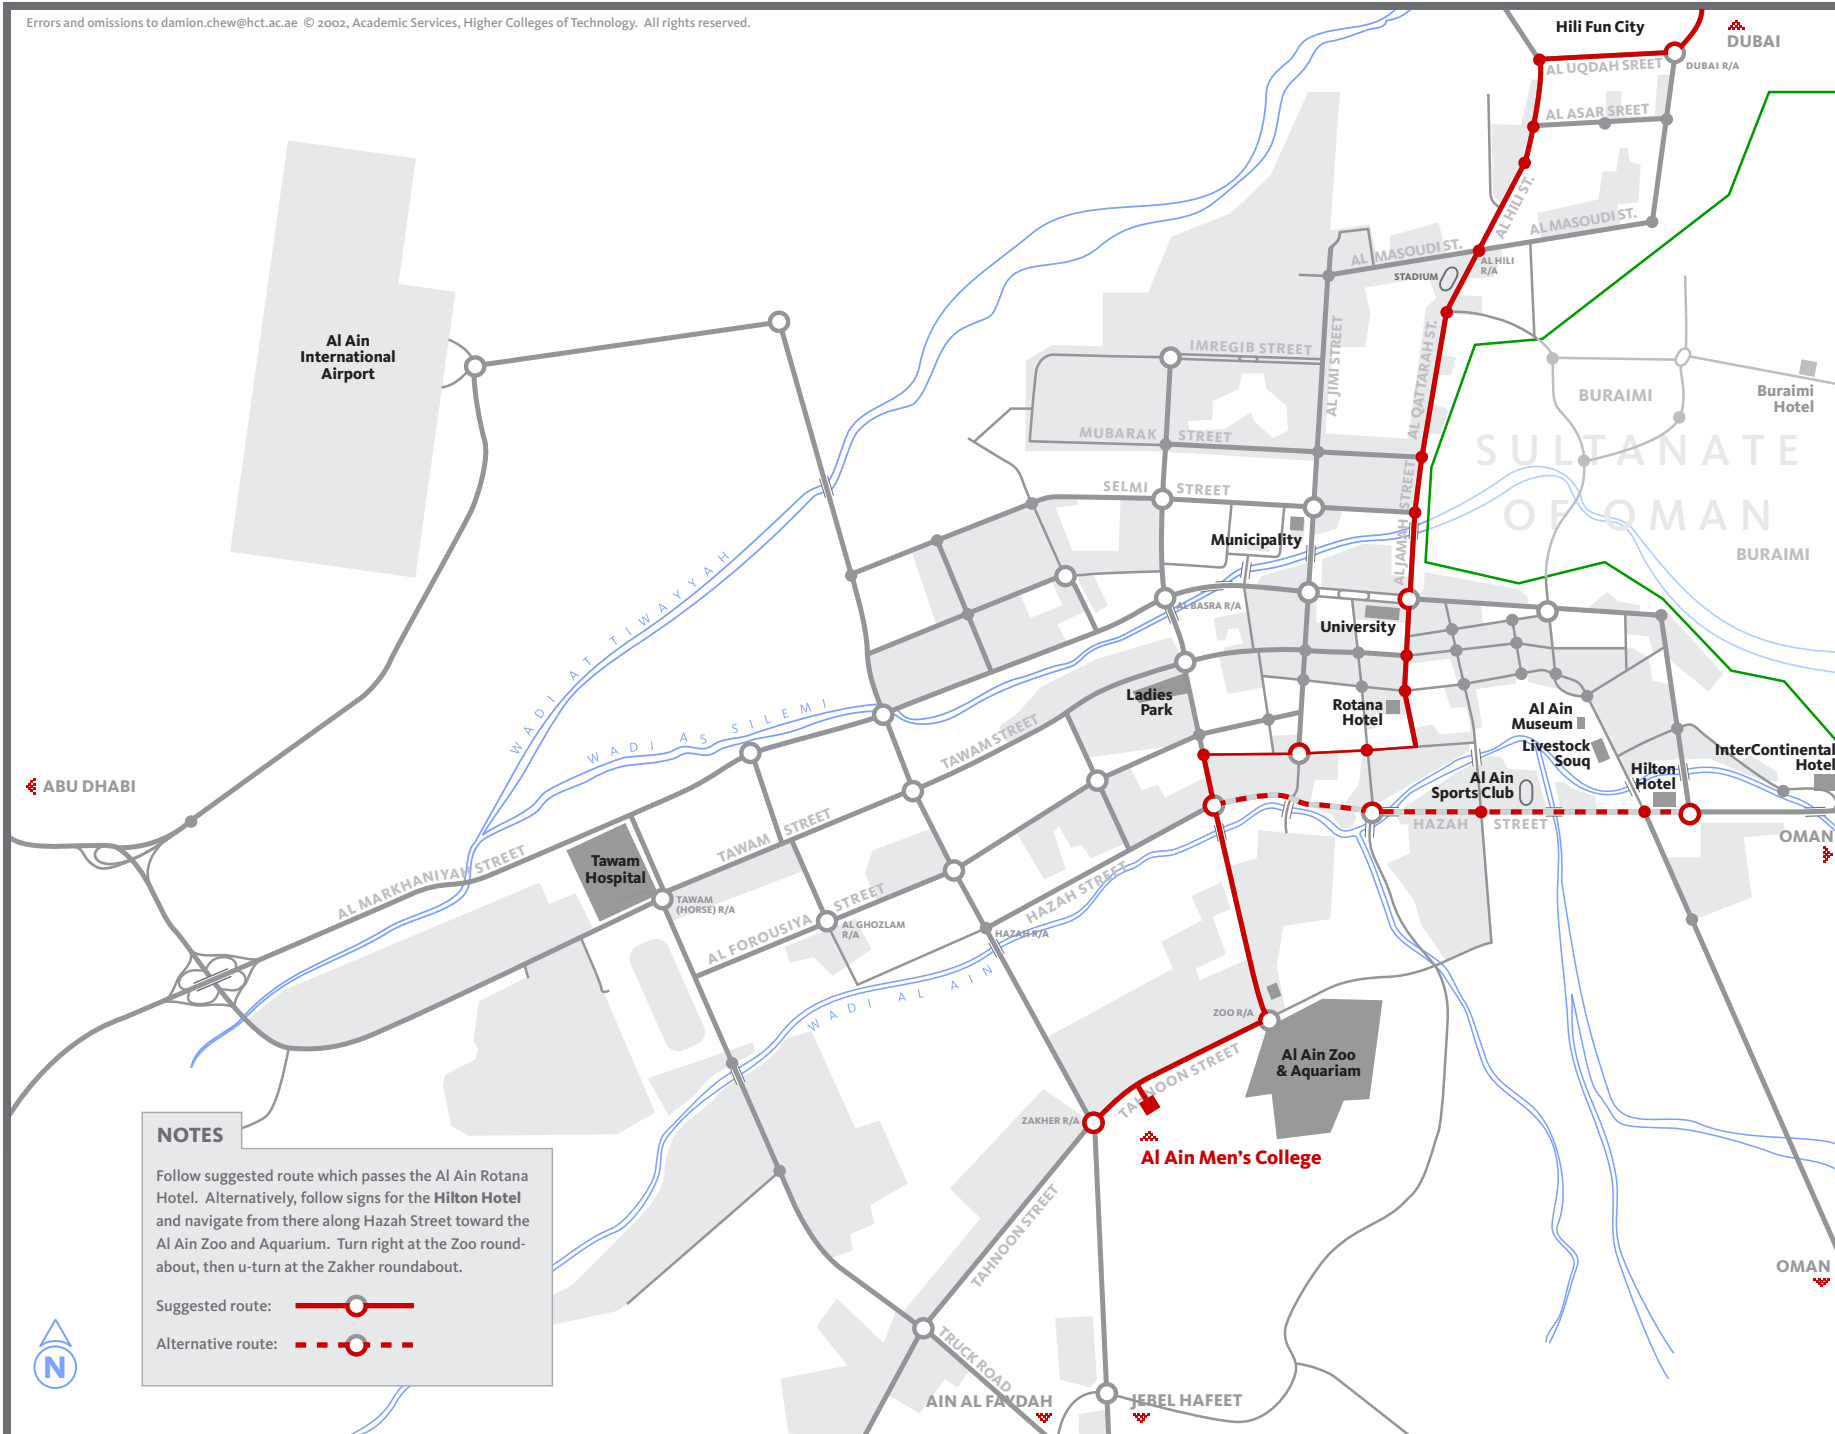 Errors and omissions to damion.chew@hct.ac.ae © 2002, Academic Services, Higher Colleges of Technology. All rights reserved.
Hili Fun City
DUBAI
AL UQDAH SREET
DUBAI R/A
AL ASAR SREET
AL HILI ST.
AL MASOUDI ST.
AL MASOUDI ST.
AL HILI
R/A
STADIUM
Al Ain
International
Airport
IMREGIB STREET
AL JIMI STREET
AL QATTARAH ST.
BURAIMI
Buraimi
Hotel
MUBARAK STREET
SULTANATE
OF OMAN
SELMI STREET
AL JAMAH STREET
Municipality
BURAIMI
WADI AT TIWAYYAH
AL BASRA R/A
University
Ladies
Park
Rotana
Hotel
Al Ain
Museum
WADI AS SILEMI
TAWAM STREET
Livestock
Souq
InterContinental
Hotel
Hilton
Hotel
Al Ain
Sports Club
ABU DHABI
HAZAH STREET
OMAN
TAWAM STREET
AL MARKHANIYAH STREET
Tawam
Hospital
TAWAM
(HORSE) R/A
AL FOROUSIYA STREET
AL GHOZLAM
R/A
HAZAH STREET
HAZAH R/A
WADI AL AIN
ZOO R/A
Al Ain Zoo
& Aquariam
TAHNOON STREET
ZAKHER R/A
Al Ain Men's College
NOTES
Follow suggested route which passes the Al Ain Rotana
Hotel. Alternatively, follow signs for the Hilton Hotel
and navigate from there along Hazah Street toward the
Al Ain Zoo and Aquarium. Turn right at the Zoo round-
about, then u-turn at the Zakher roundabout.
Suggested route:
Alternative route:
N
TAHNOON STREET
OMAN
TRUCK ROAD
AIN AL FAYDAH
JEBEL HAFEET